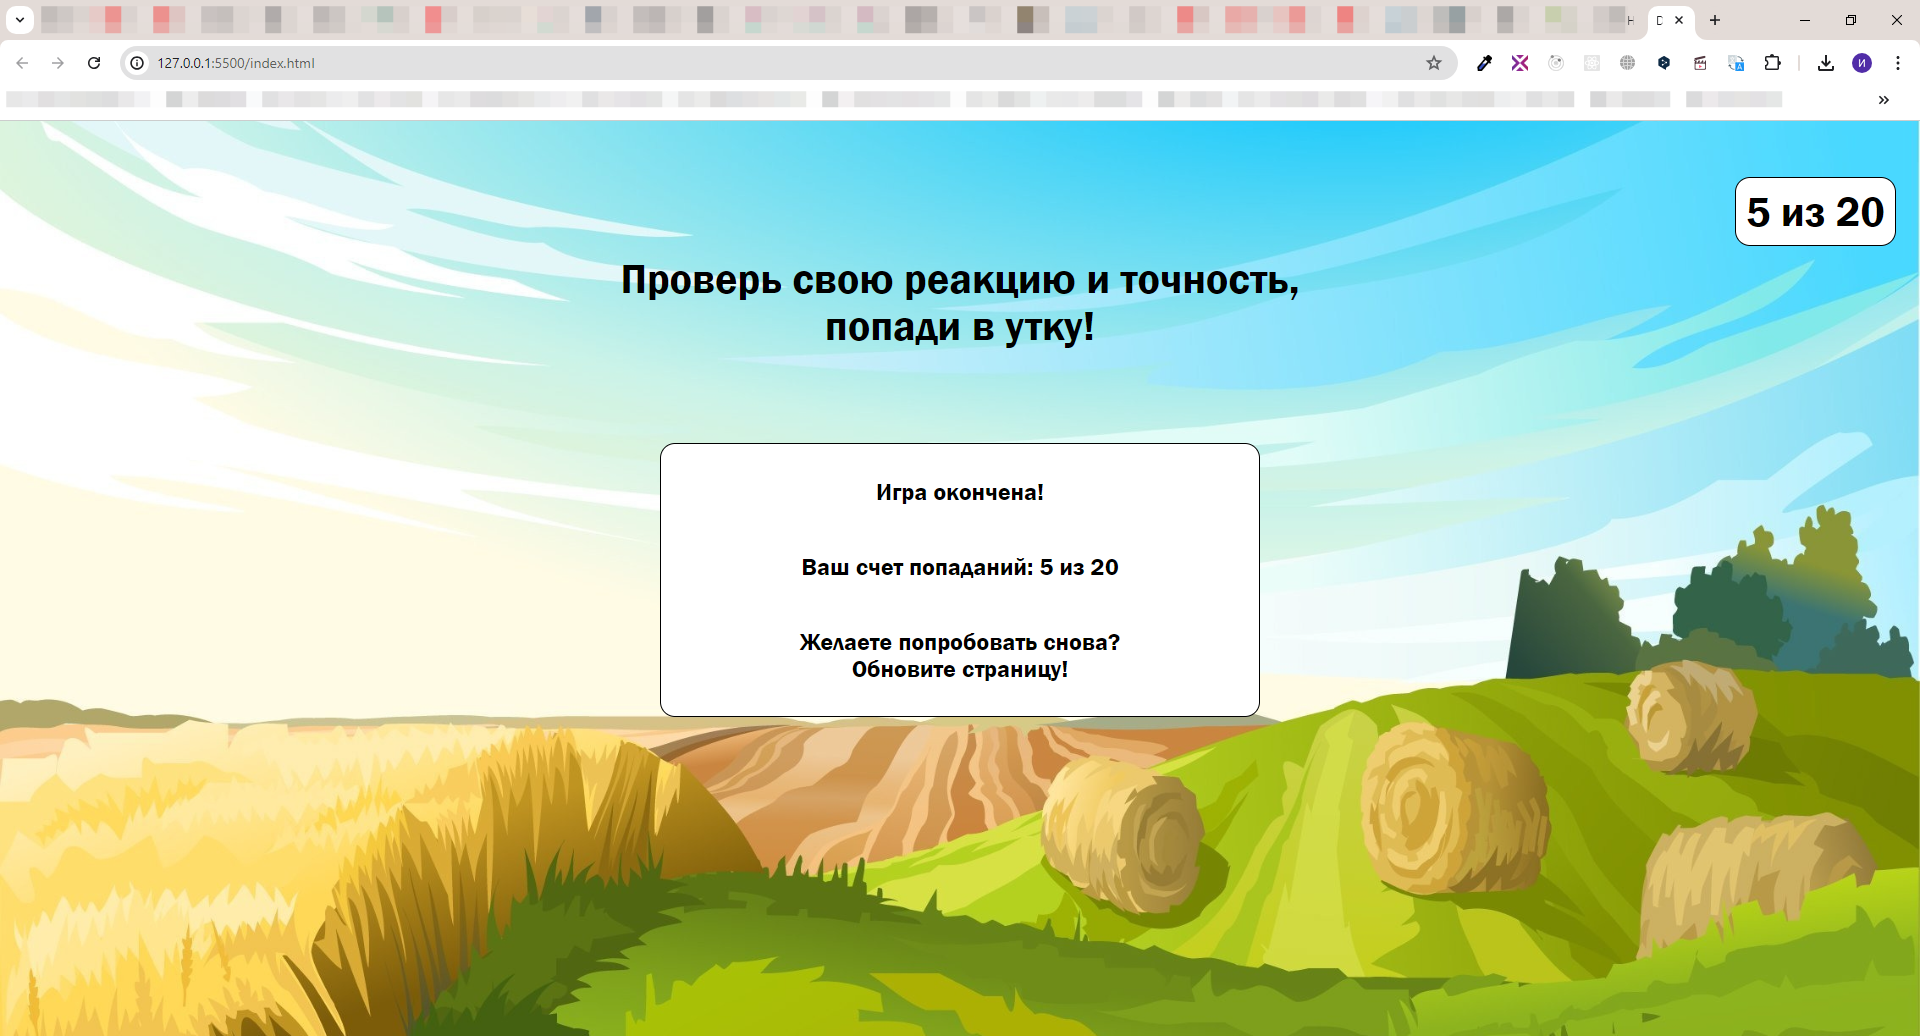 127.0.0.1:5500/index.html
5 из 20
Проверь свою реакцию и точность,
попади в утку!
Игра окончена!
Ваш счет попаданий: 5 из 20
Желаете попробовать снова?
Обновите страницу!